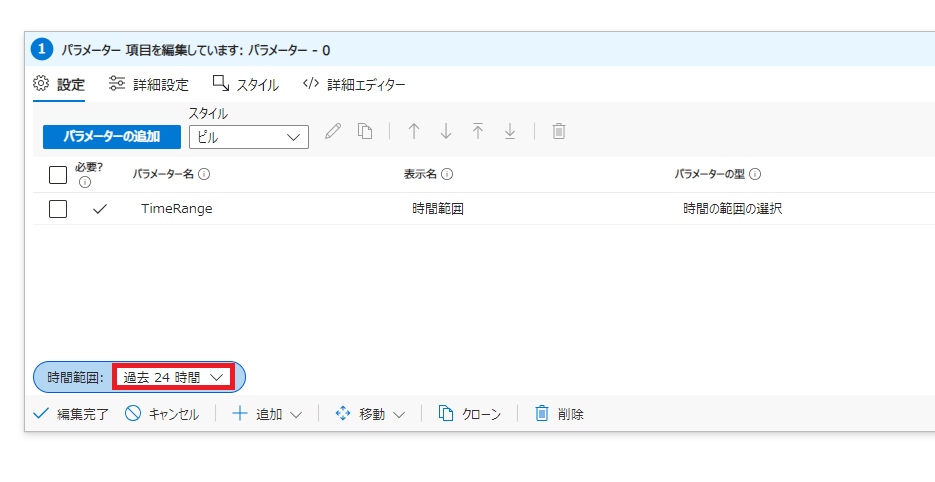 1 パラメーター 項目を編集しています: パラメーター - 0
設定 詳細設定 スタイル 詳細エディター
スタイル
パラメーターの追加 ピル
必要? パラメーター名 表示名 パラメーターの型
TimeRange 時間範囲 時間の範囲の選択
時間範囲: 過去 24 時間
編集完了 キャンセル 追加 移動 クローン 削除